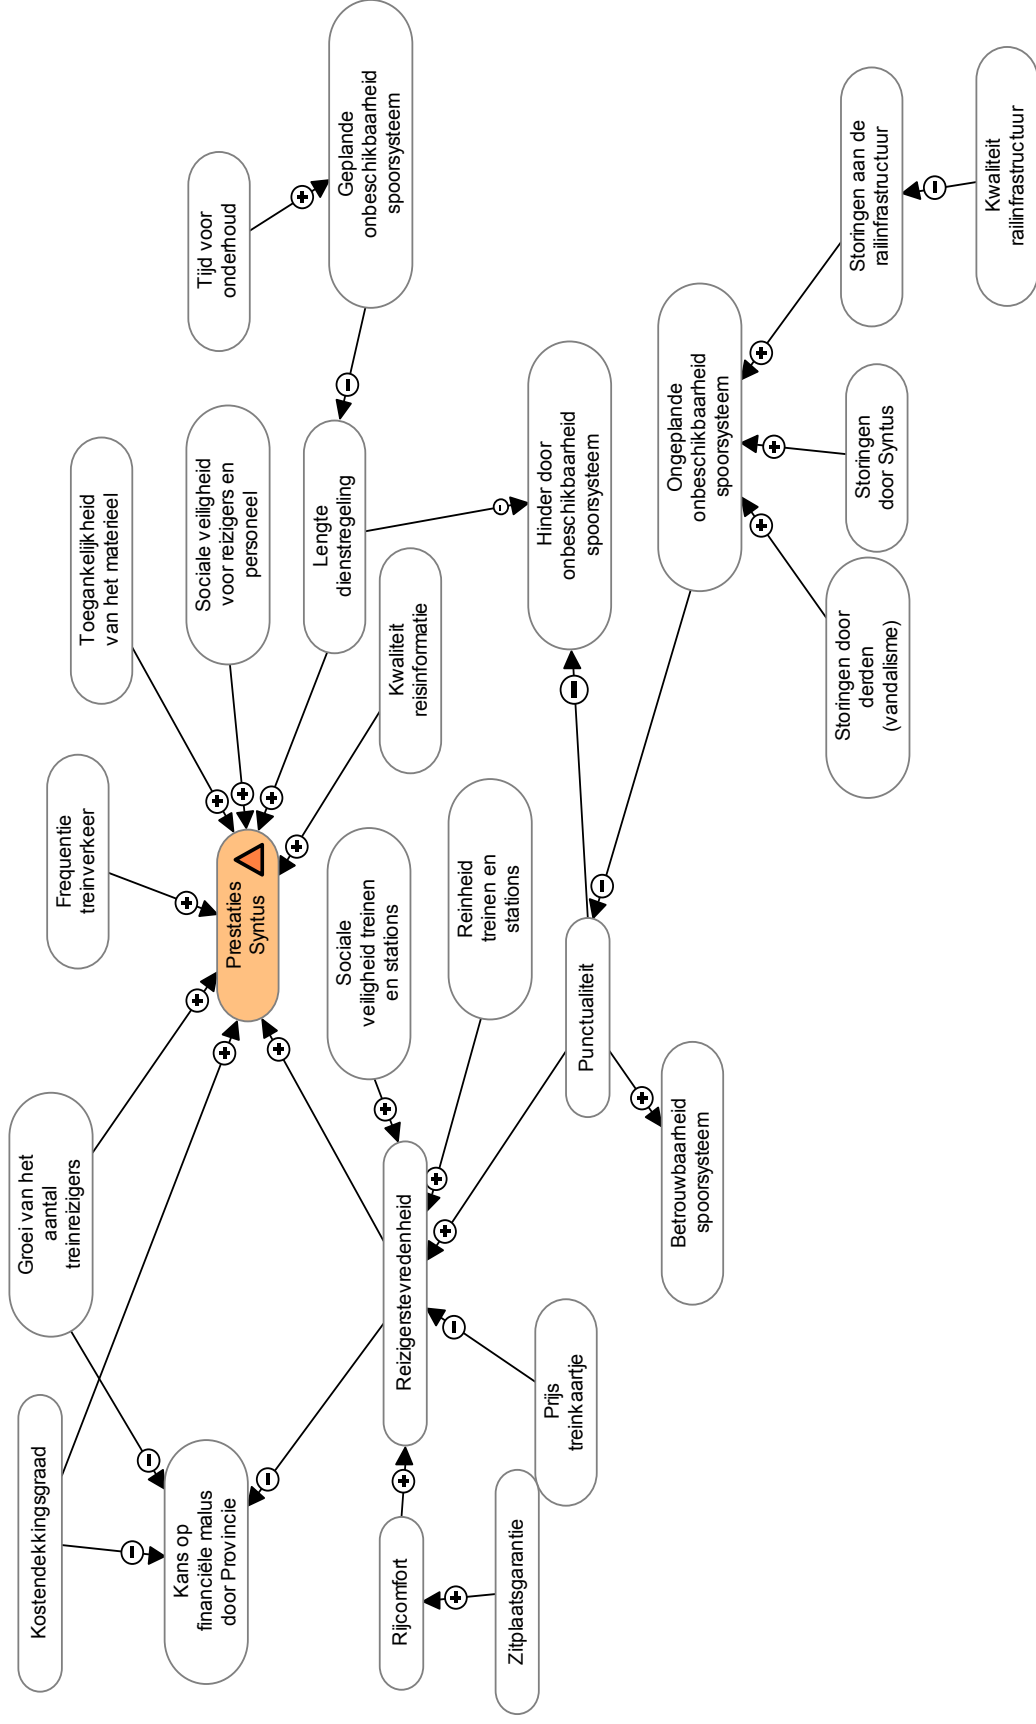 Kostendekkingsgraad
Groei van het
aantal
treinreizigers
Frequentie
treinverkeer
Toegankelijkheid
van het materieel
Tijd voor
onderhoud
Kans op
financiële malus
door Provincie
Prestaties
Syntus
Sociale veiligheid
voor reizigers en
personeel
Geplande
onbeschikbaarheid
spoorsysteem
Lengte
dienstregeling
Sociale
veiligheid treinen
en stations
Kwaliteit
reisinformatie
Rijcomfort
Reizigerstevredenheid
Reinheid
treinen en
stations
Zitplaatsgarantie
Prijs
treinkaartje
Punctualiteit
Hinder door
onbeschikbaarheid
spoorsysteem
Betrouwbaarheid
spoorsysteem
Ongeplande
onbeschikbaarheid
spoorsysteem
Storingen door
derden
(vandalisme)
Storingen
door Syntus
Storingen aan de
railinfrastructuur
Kwaliteit
railinfrastructuur